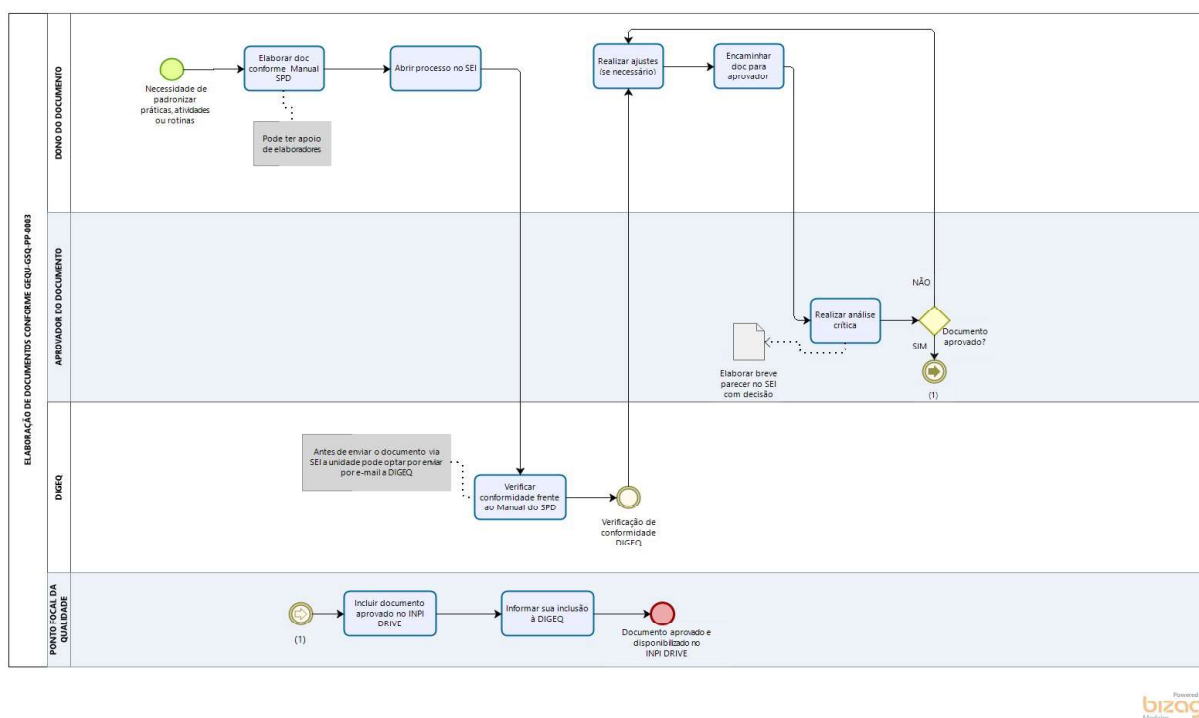 ELABORAÇÃO DE DOCUMENTOS CONFORME GEQU-GSQ-PP-0003
DONO DO DOCUMENTO
Necessidade de
padronizar
práticas, atividades
ou rotinas
Elaborar doc
conforme Manual
SPD
Pode ter apoio
de elaboradores
Abrir processo no SEI
Realizar ajustes
(se necessário)
Encaminhar
doc para
aprovador
APROVADOR DO DOCUMENTO
Realizar análise
crítica
Elaborar breve
parecer no SEI
com decisão
NÃO
Documento
aprovado?
SIM
(1)
DIGEQ
Antes de enviar o documento via
SEI a unidade pode optar por enviar
por e-mail a DIGEQ
Verificar
conformidade frente
ao Manual do SPD
Verificação de
conformidade
DIGEQ
PONTO FOCAL DA
QUALIDADE
(1)
Incluir documento
aprovado no INPI
DRIVE
Informar sua inclusão
à DIGEQ
Documento aprovado e
disponibilizado no
INPI DRIVE
Powered
bizag
Modeler